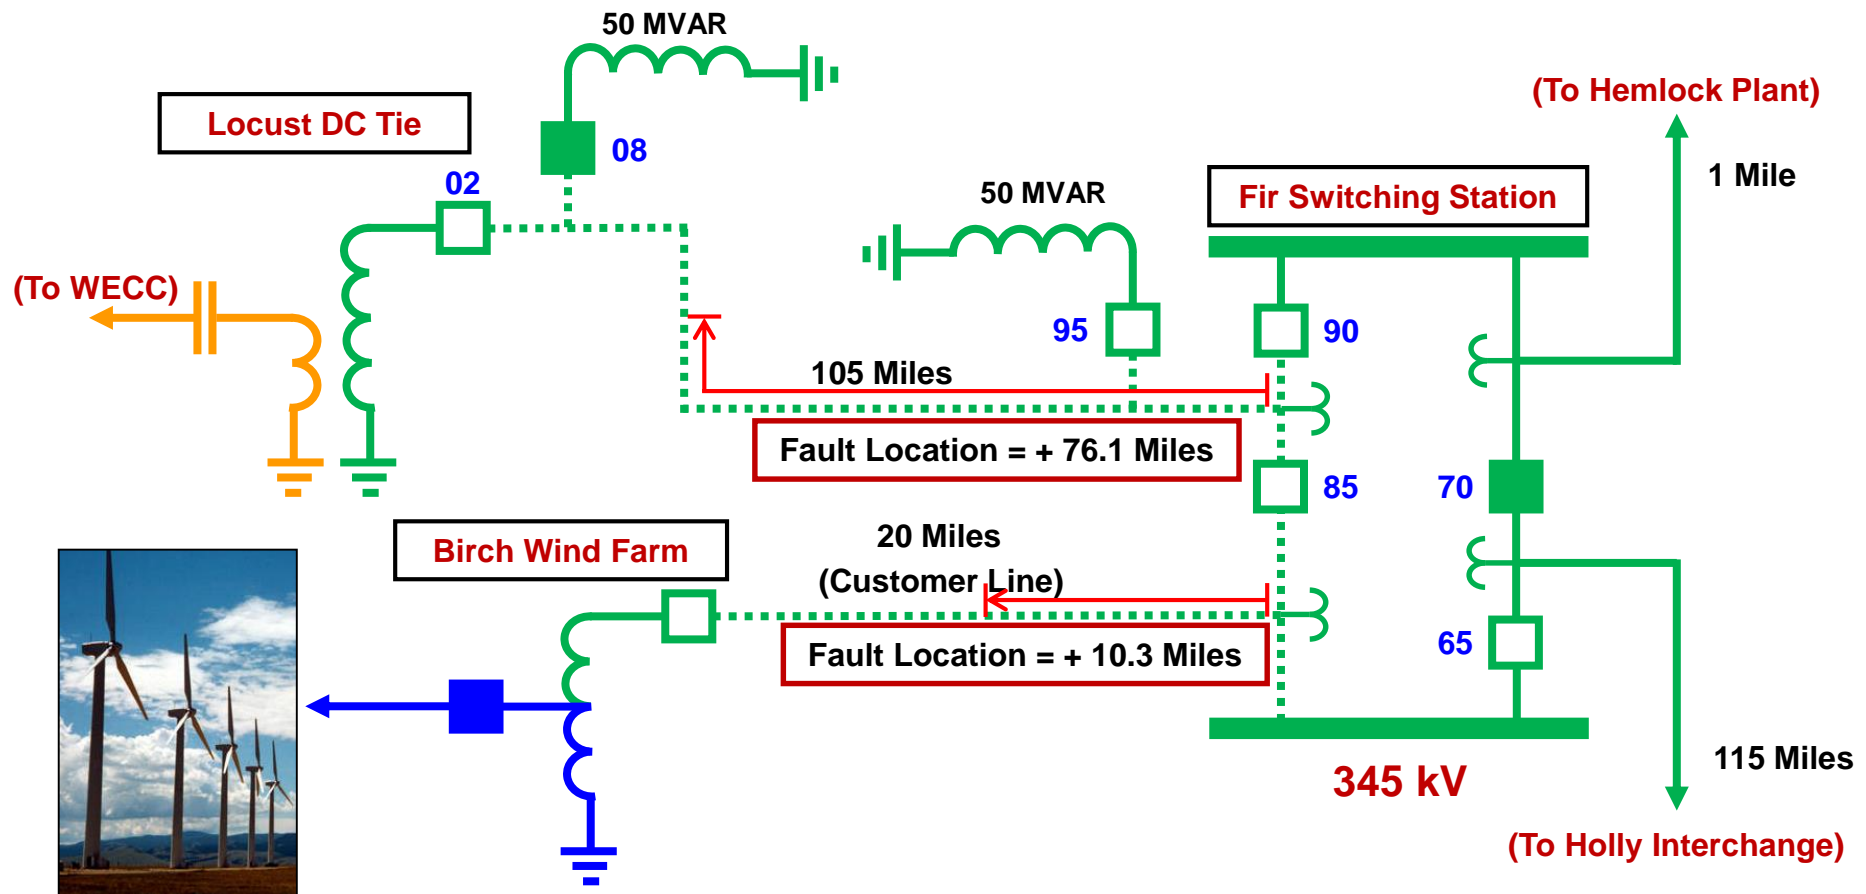 50 MVAR
(To Hemlock Plant)
Locust DC Tie
08
1 Mile
02
50 MVAR
Fir Switching Station
(To WECC)
95
90
105 Miles
Fault Location = + 76.1 Miles
85
70
20 Miles
(Customer Line)
Birch Wind Farm
65
Fault Location = + 10.3 Miles
115 Miles
345 kV
(To Holly Interchange)